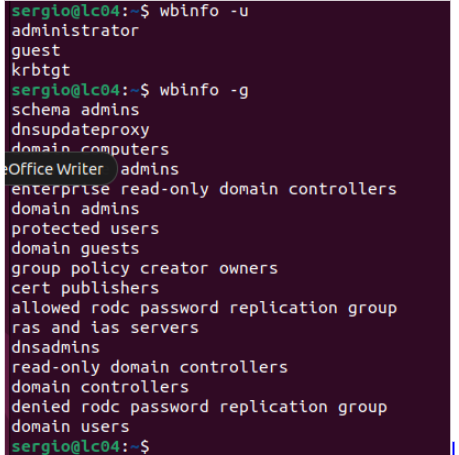 sergio@lc04:~$ wbinfo -u
administrator
guest
krbtgt
sergio@lc04:~$ wbinfo -g
schema admins
dnsupdateproxy
domain computers
eOffice Writer admins
enterprise read-only domain controllers
domain admins
protected users
domain guests
group policy creator owners
cert publishers
allowed rodc password replication group
ras and ias servers
dnsadmins
read-only domain controllers
domain controllers
denied rodc password replication group
domain users
sergio@lc04:~$